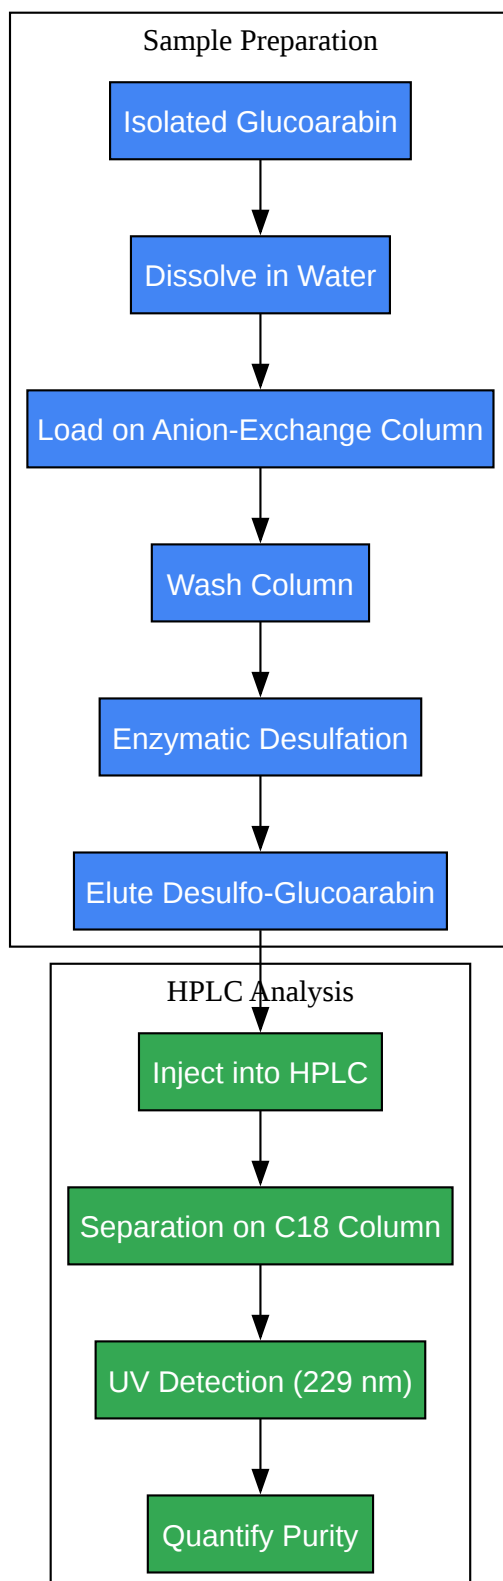 Sample Preparation
Isolated Glucoarabin
Dissolve in Water
Load on Anion-Exchange Column
Wash Column
Enzymatic Desulfation
Elute Desulfo-Glucoarabin
HPLC Analysis
Inject into HPLC
Separation on C18 Column
UV Detection (229 nm)
Quantify Purity